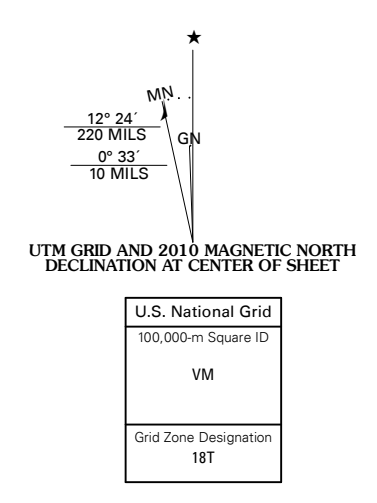 ★
MN
12° 24´
220 MILS
GN
0° 33´
10 MILS
UTM GRID AND 2010 MAGNETIC NORTH
DECLINATION AT CENTER OF SHEET
U.S. National Grid
100,000-m Square ID
VM
Grid Zone Designation
18T